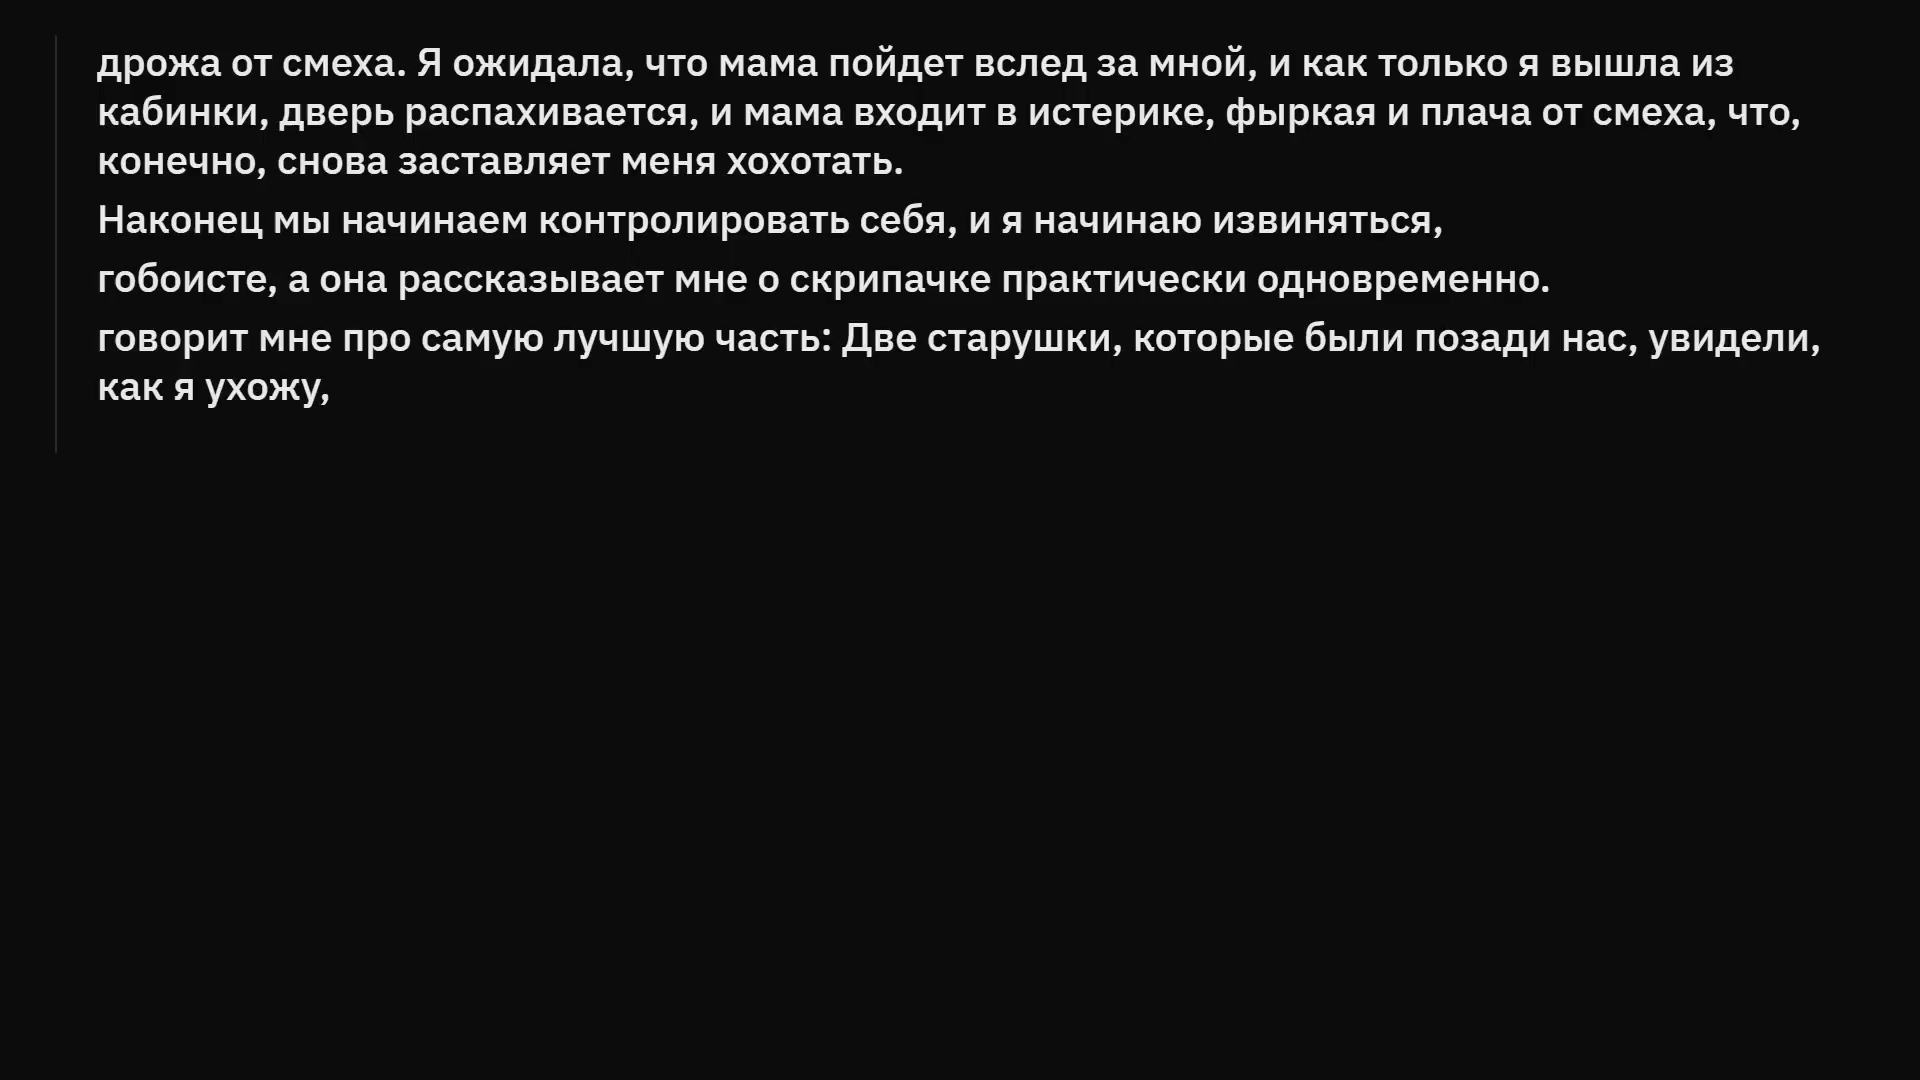 дрожа от смеха. Я ожидала, что мама пойдет вслед за мной, и как только я вышла из
кабинки, дверь распахивается, и мама входит в истерике, фыркая и плача от смеха, что,
конечно, снова заставляет меня хохотать.
Наконец мы начинаем контролировать себя, и я начинаю извиняться,
гобоисте, а она рассказывает мне о скрипачке практически одновременно.
говорит мне про самую лучшую часть: Две старушки, которые были позади нас, увидели,
как я ухожу,